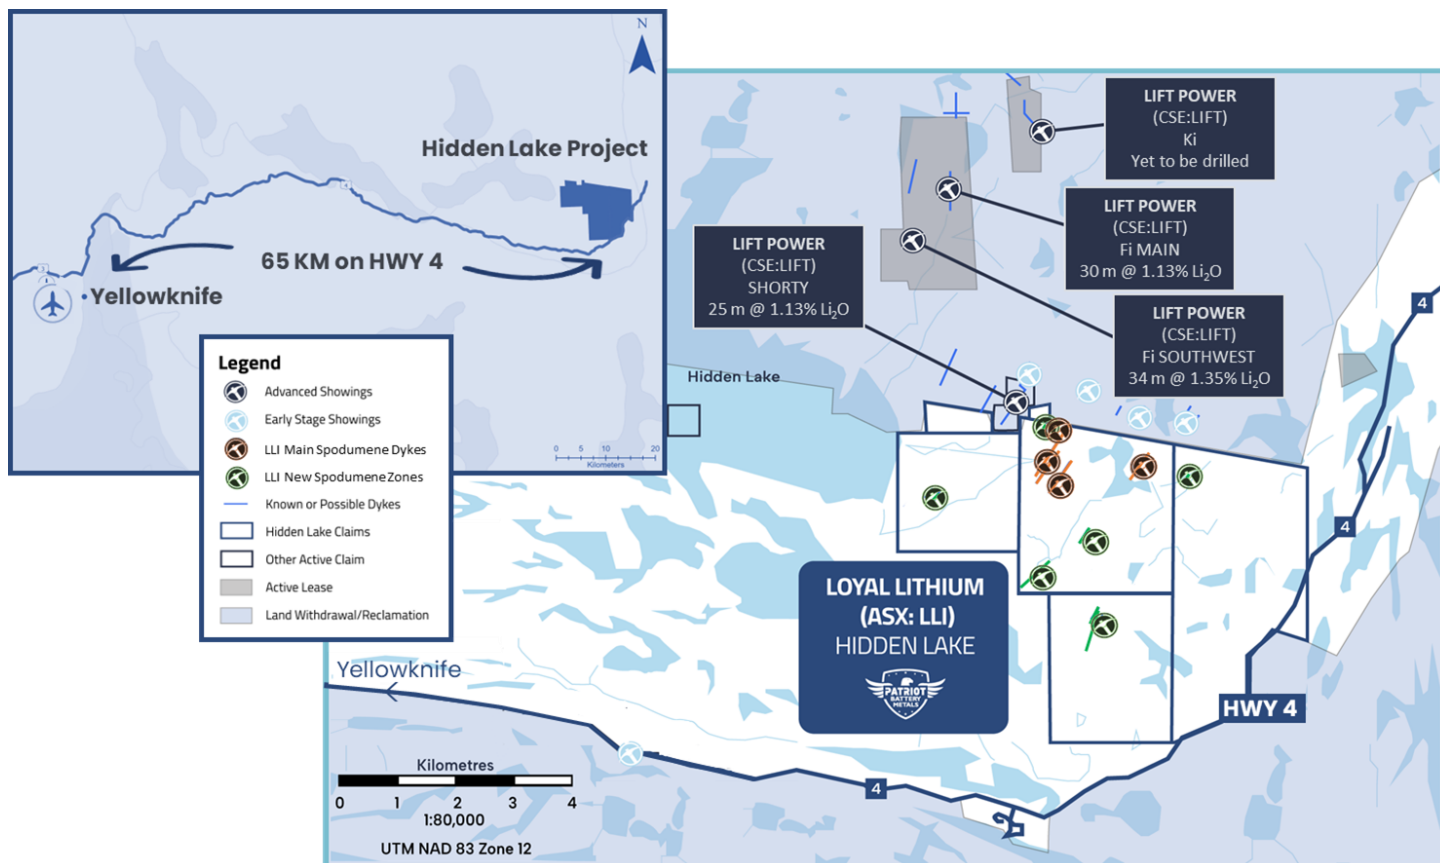 N
Hidden Lake Project
65 KM on HWY 4
Yellowknife
0 5 10 15 20
Kilometers
Legend
Advanced Showings
Early Stage Showings
LLI Main Spodumene Dykes
LLI New Spodumene Zones
Known or Possible Dykes
Hidden Lake Claims
Other Active Claim
Active Lease
Land Withdrawal/Reclamation
LIFT POWER
(CSE:LIFT)
Ki
Yet to be drilled
LIFT POWER
(CSE:LIFT)
Fi MAIN
30 m @ 1.13% Li₂O
LIFT POWER
(CSE:LIFT)
SHORTY
25 m @ 1.13% Li₂O
LIFT POWER
(CSE:LIFT)
Fi SOUTHWEST
34 m @ 1.35% Li₂O
4
Hidden Lake
4
LOYAL LITHIUM
(ASX: LLI)
HIDDEN LAKE
PATRIOT
BATTERY
METALS
HWY 4
Yellowknife
4
Kilometres
0 1 2 3 4
1:80,000
UTM NAD 83 Zone 12